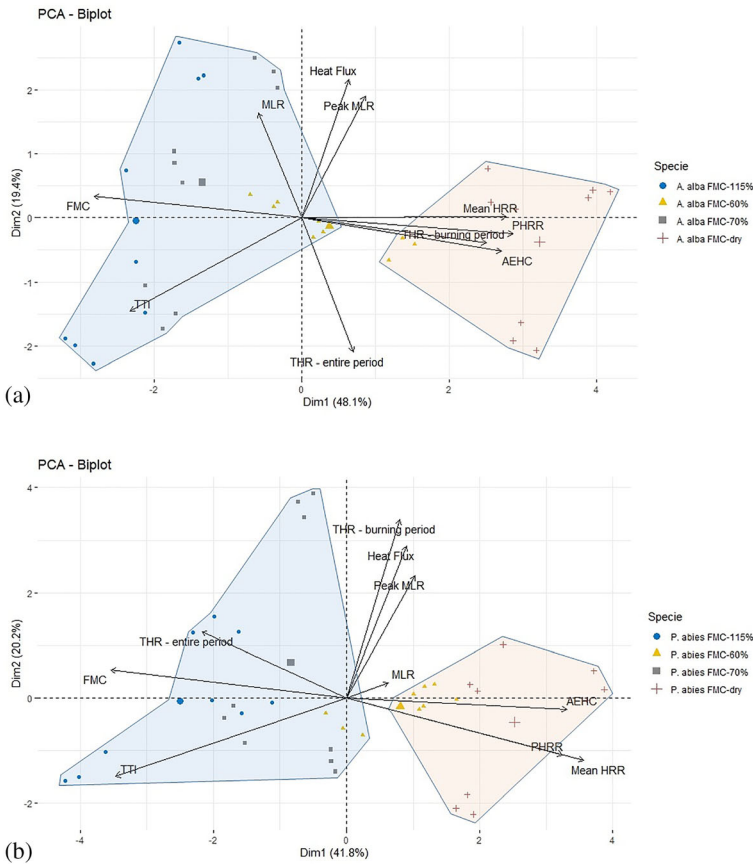 PCA - Biplot
Heat Flux
Peak MLR
MLR
FMC
Mean HRR
PHRR
THR - burning period
AEHC
TTI
THR - entire period
Dim2 (19.4%)
2
1
0
-1
-2
-2
0
2
4
Dim1 (48.1%)
Specie
A. alba FMC-115%
A. alba FMC-60%
A. alba FMC-70%
A. alba FMC-dry
(a)
PCA - Biplot
THR - burning period
Heat Flux
Peak MLR
THR - entire period
MLR
FMC
AEHC
PHRR
Mean HRR
TTI
Dim2 (20.2%)
4
2
0
-2
-4
-2
0
2
4
Dim1 (41.8%)
Specie
P. abies FMC-115%
P. abies FMC-60%
P. abies FMC-70%
P. abies FMC-dry
(b)